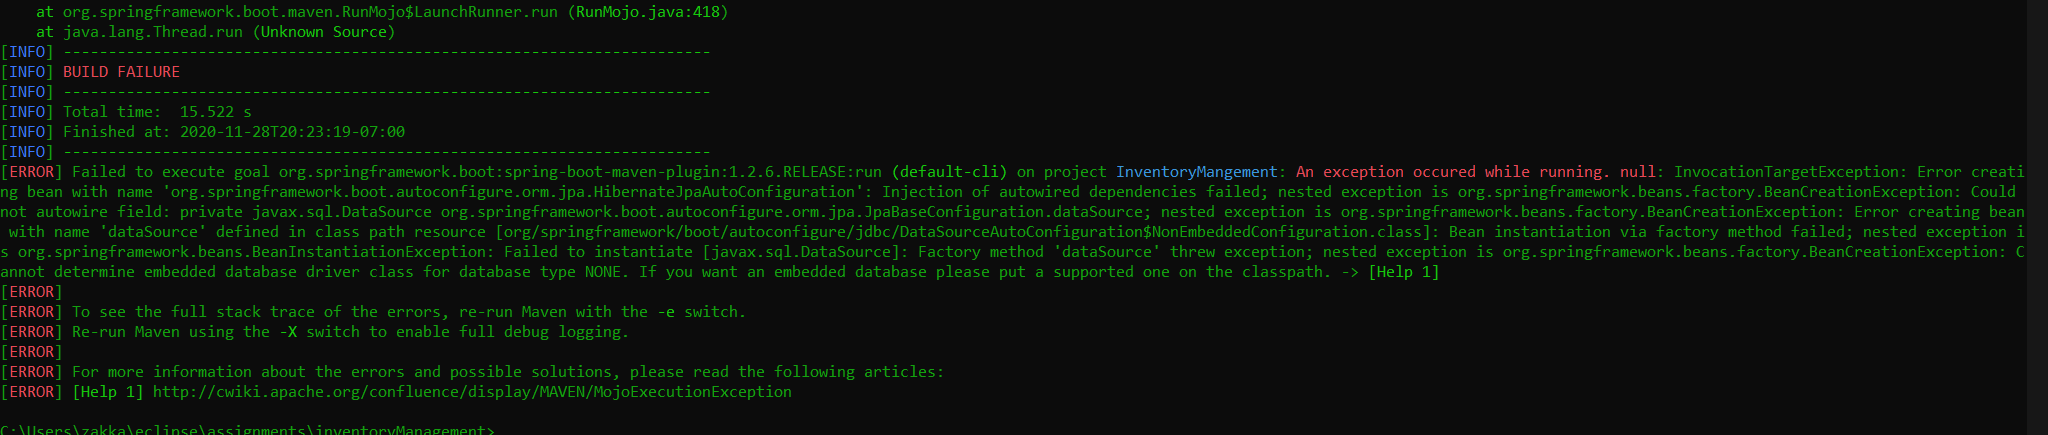 at org.springframework.boot.maven.RunMojo$LaunchRunner.run (RunMojo.java:418)
    at java.lang.Thread.run (Unknown Source)
[INFO] ------------------------------------------------------------------------
[INFO] BUILD FAILURE
[INFO] ------------------------------------------------------------------------
[INFO] Total time:  15.522 s
[INFO] Finished at: 2020-11-28T20:23:19-07:00
[INFO] ------------------------------------------------------------------------
[ERROR] Failed to execute goal org.springframework.boot:spring-boot-maven-plugin:1.2.6.RELEASE:run (default-cli) on project InventoryMangement: An exception occured while running. null: InvocationTargetException: Error creati
ng bean with name 'org.springframework.boot.autoconfigure.orm.jpa.HibernateJpaAutoConfiguration': Injection of autowired dependencies failed; nested exception is org.springframework.beans.factory.BeanCreationException: Could
not autowire field: private javax.sql.DataSource org.springframework.boot.autoconfigure.orm.jpa.JpaBaseConfiguration.dataSource; nested exception is org.springframework.beans.factory.BeanCreationException: Error creating bean
 with name 'dataSource' defined in class path resource [org/springframework/boot/autoconfigure/jdbc/DataSourceAutoConfiguration$NonEmbeddedConfiguration.class]: Bean instantiation via factory method failed; nested exception i
s org.springframework.beans.BeanInstantiationException: Failed to instantiate [javax.sql.DataSource]: Factory method 'dataSource' threw exception; nested exception is org.springframework.beans.factory.BeanCreationException: C
annot determine embedded database driver class for database type NONE. If you want an embedded database please put a supported one on the classpath. -> [Help 1]
[ERROR]
[ERROR] To see the full stack trace of the errors, re-run Maven with the -e switch.
[ERROR] Re-run Maven using the -X switch to enable full debug logging.
[ERROR]
[ERROR] For more information about the errors and possible solutions, please read the following articles:
[ERROR] [Help 1] http://cwiki.apache.org/confluence/display/MAVEN/MojoExecutionException
C:\Users\zakka\eclipse\assignments\inventoryManagement>